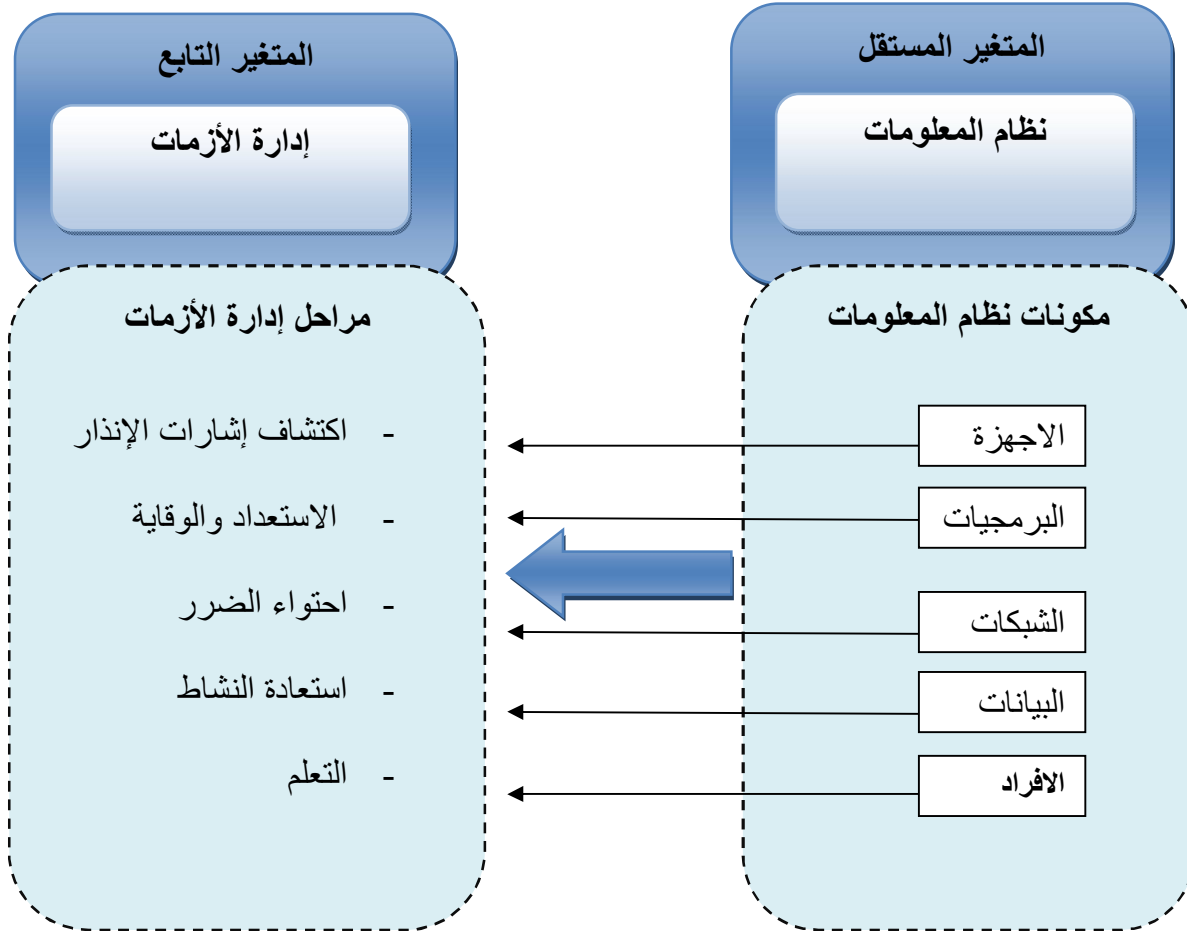 المتغير المستقل
نظام المعلومات
مكونات نظام المعلومات
الاجهزة
البرمجيات
الشبكات
البيانات
الافراد
المتغير التابع
إدارة الأزمات
مراحل إدارة الأزمات
- اكتشاف إشارات الإنذار
- الاستعداد والوقاية
- احتواء الضرر
- استعادة النشاط
- التعلم